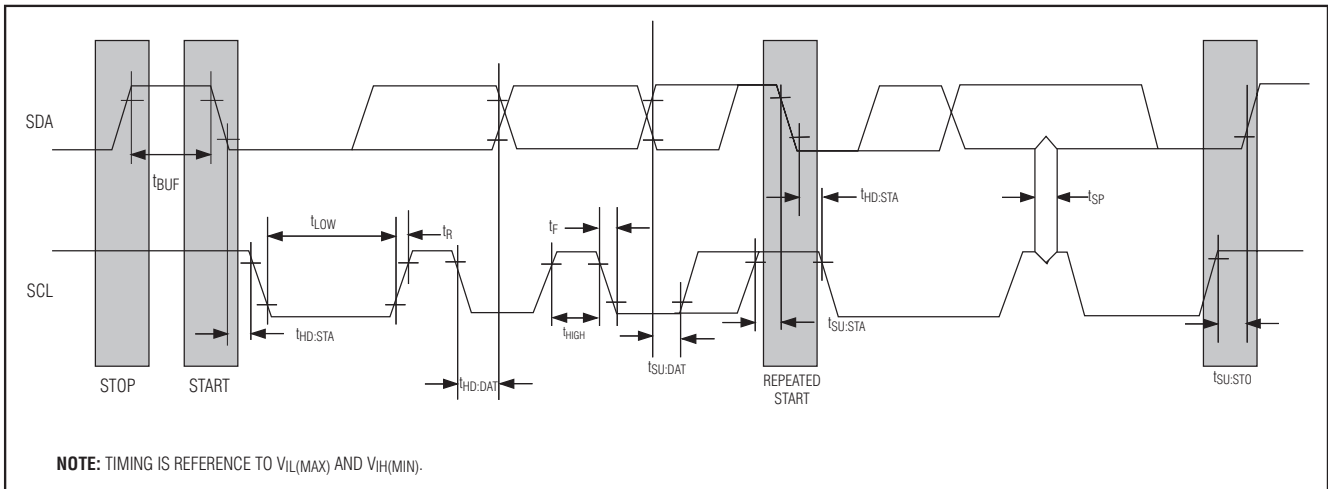 SDA
tBUF
tLOW
tR
tF
tHD:STA
tSP
SCL
tHD:STA
tHIGH
tSU:STA
tSU:DAT
tHD:DAT
STOP
START
REPEATED
START
tSU:STO
NOTE: TIMING IS REFERENCE TO VIL(MAX) AND VIH(MIN).